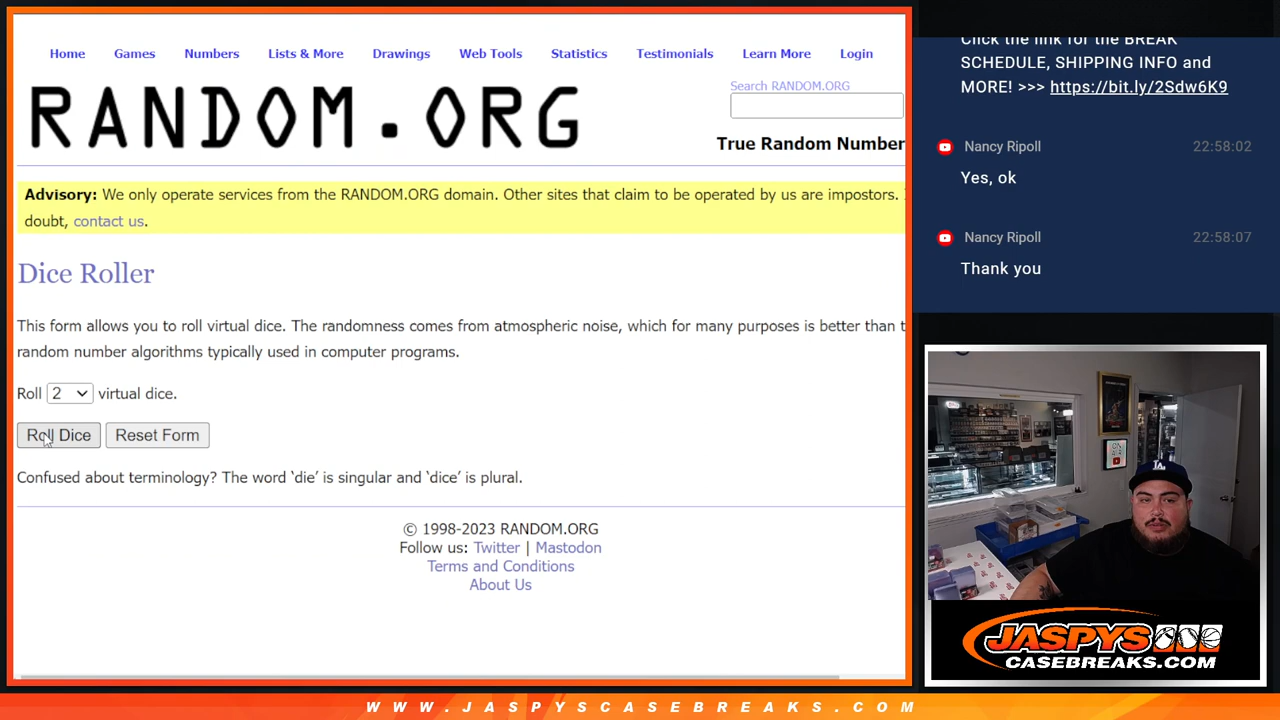 Home Games Numbers Lists & More Drawings Web Tools Statistics Testimonials Learn More Login
RANDOM.ORG
Search RANDOM.ORG
True Random Number
Advisory: We only operate services from the RANDOM.ORG domain. Other sites that claim to be operated by us are impostors.
doubt, contact us.
Dice Roller
This form allows you to roll virtual dice. The randomness comes from atmospheric noise, which for many purposes is better than t
random number algorithms typically used in computer programs.
Roll 2 virtual dice.
Roll Dice Reset Form
Confused about terminology? The word ‘die’ is singular and ‘dice’ is plural.
© 1998-2023 RANDOM.ORG
Follow us: Twitter | Mastodon
Terms and Conditions
About Us
Click the link for the BREAK
SCHEDULE, SHIPPING INFO and
MORE! >>> https://bit.ly/2Sdw6K9
Nancy Ripoll 22:58:02
Yes, ok
Nancy Ripoll 22:58:07
Thank you
JASPYS
CASEBREAKS.COM
WWW.JASPYSCASEBREAKS.COM